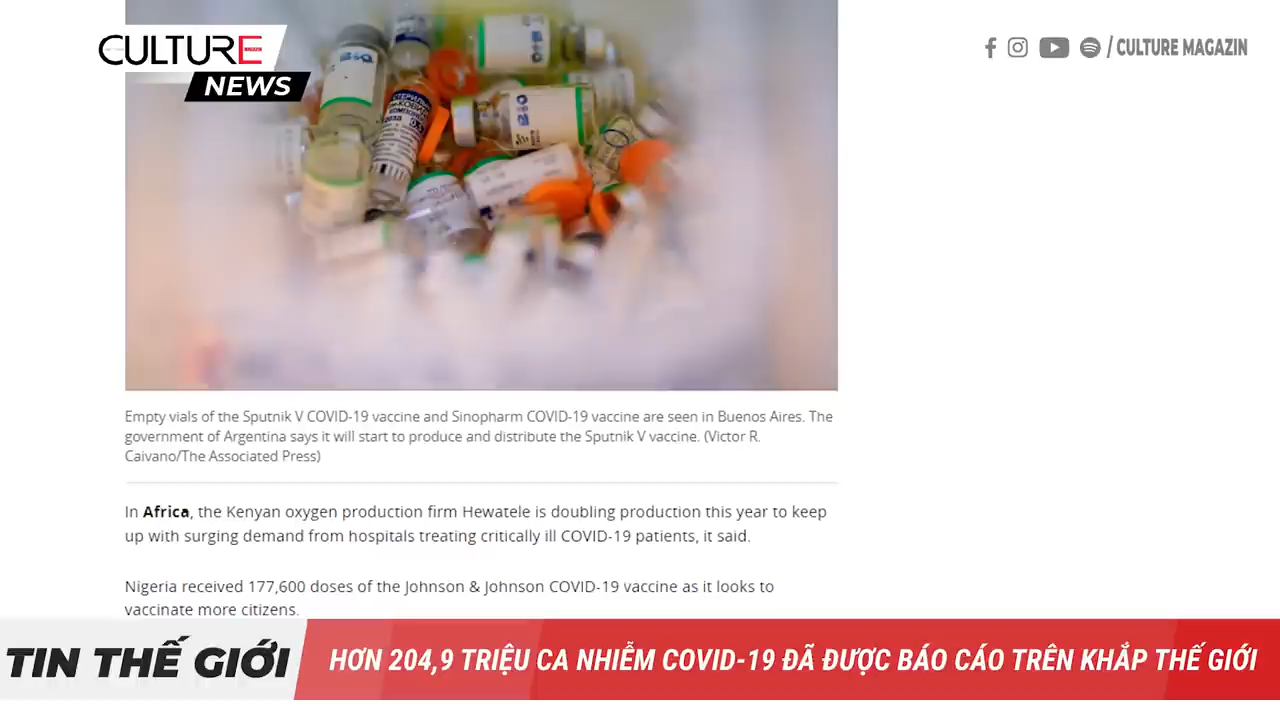 CULTURE
NEWS
/ CULTURE MAGAZIN
Empty vials of the Sputnik V COVID-19 vaccine and Sinopharm COVID-19 vaccine are seen in Buenos Aires. The
government of Argentina says it will start to produce and distribute the Sputnik V vaccine. (Victor R.
Caivano/The Associated Press)
In Africa, the Kenyan oxygen production firm Hewatele is doubling production this year to keep
up with surging demand from hospitals treating critically ill COVID-19 patients, it said.
Nigeria received 177,600 doses of the Johnson & Johnson COVID-19 vaccine as it looks to
vaccinate more citizens.
TIN THẾ GIỚI
HƠN 204,9 TRIỆU CA NHIỄM COVID-19 ĐÃ ĐƯỢC BÁO CÁO TRÊN KHẮP THẾ GIỚI